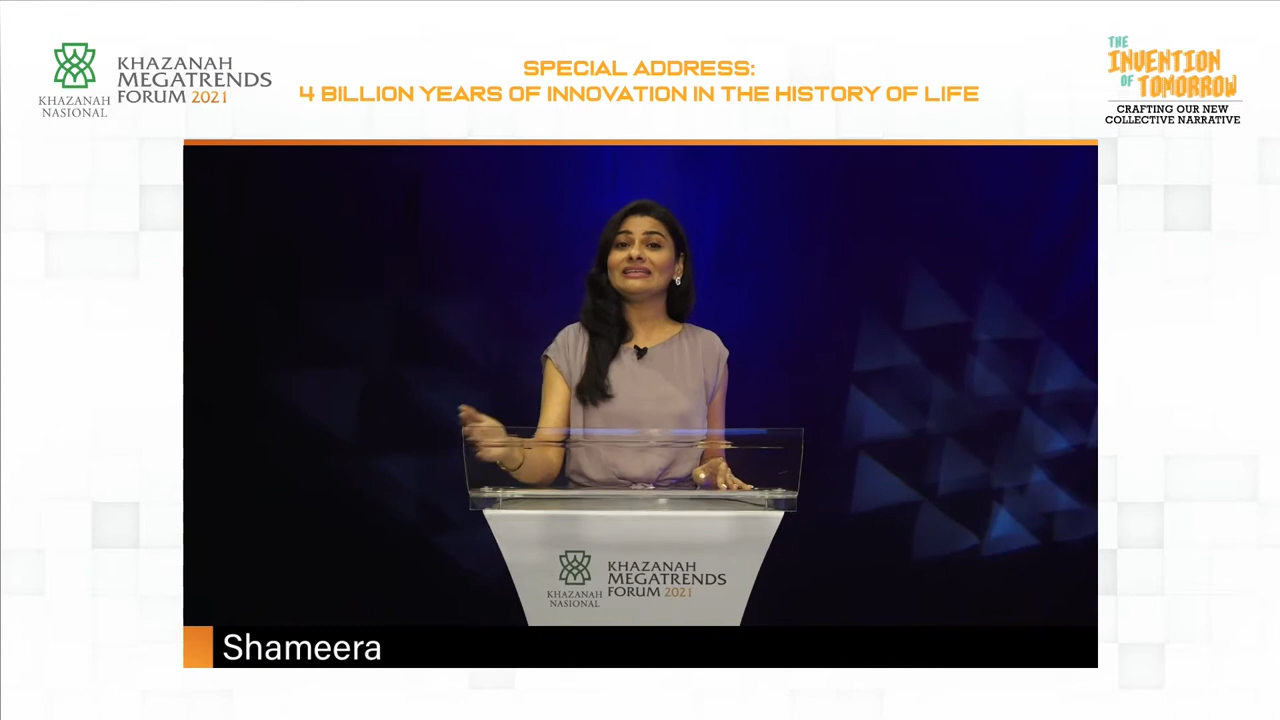 KHAZANAH
NASIONAL
KHAZANAH
MEGATRENDS
FORUM 2021
SPECIAL ADDRESS:
4 BILLION YEARS OF INNOVATION IN THE HISTORY OF LIFE
THE
INVENTION
OF TOMORROW
CRAFTING OUR NEW
COLLECTIVE NARRATIVE
KHAZANAH
NASIONAL
KHAZANAH
MEGATRENDS
FORUM 2021
Shameera